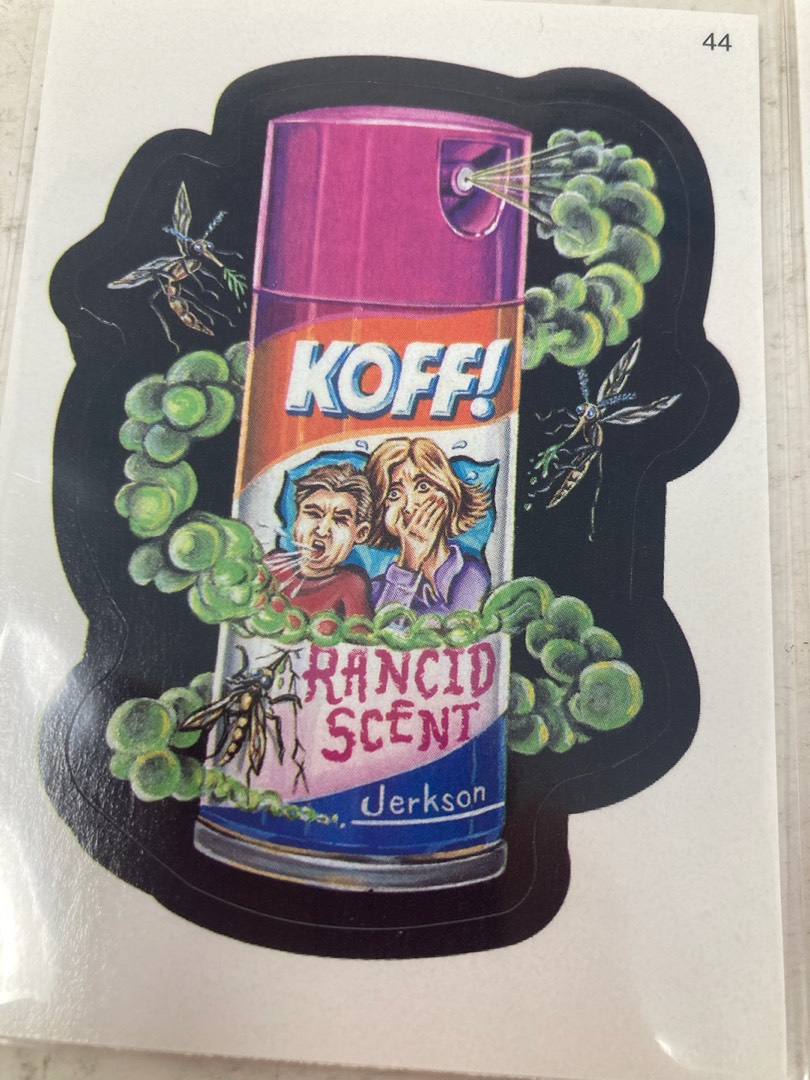 44
KOFF!
RANCID
SCENT
Jerkson